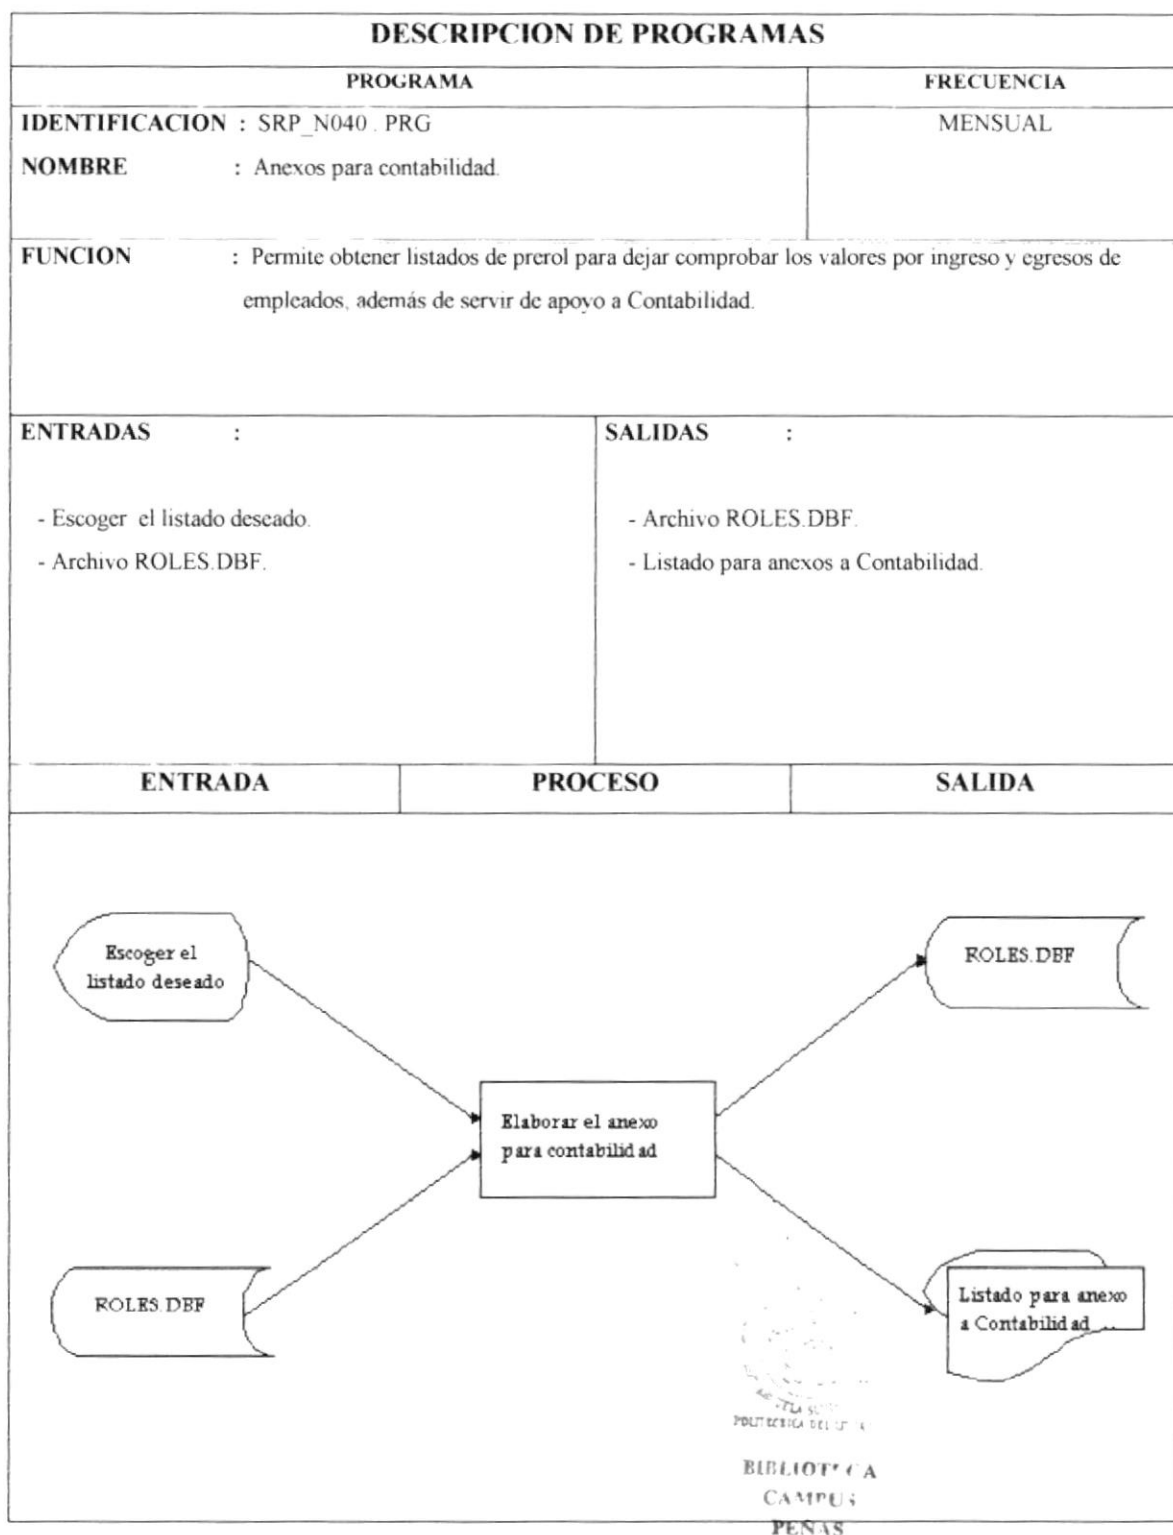 DESCRIPCION DE PROGRAMAS
PROGRAMA
FRECUENCIA
IDENTIFICACION : SRP_N040 . PRG
MENSUAL
NOMBRE : Anexos para contabilidad.
FUNCION : Permite obtener listados de prerol para dejar comprobar los valores por ingreso y egresos de
empleados, además de servir de apoyo a Contabilidad.
ENTRADAS :
- Escoger el listado deseado.
- Archivo ROLES.DBF.
SALIDAS :
- Archivo ROLES.DBF.
- Listado para anexos a Contabilidad.
ENTRADA
PROCESO
SALIDA
Escoger el
listado deseado
ROLES.DBF
Elaborar el anexo
para contabilidad
ROLES.DBF
Listado para anexo
a Contabilidad
POLITECNICA DEL
CAMPUS
PEÑAS